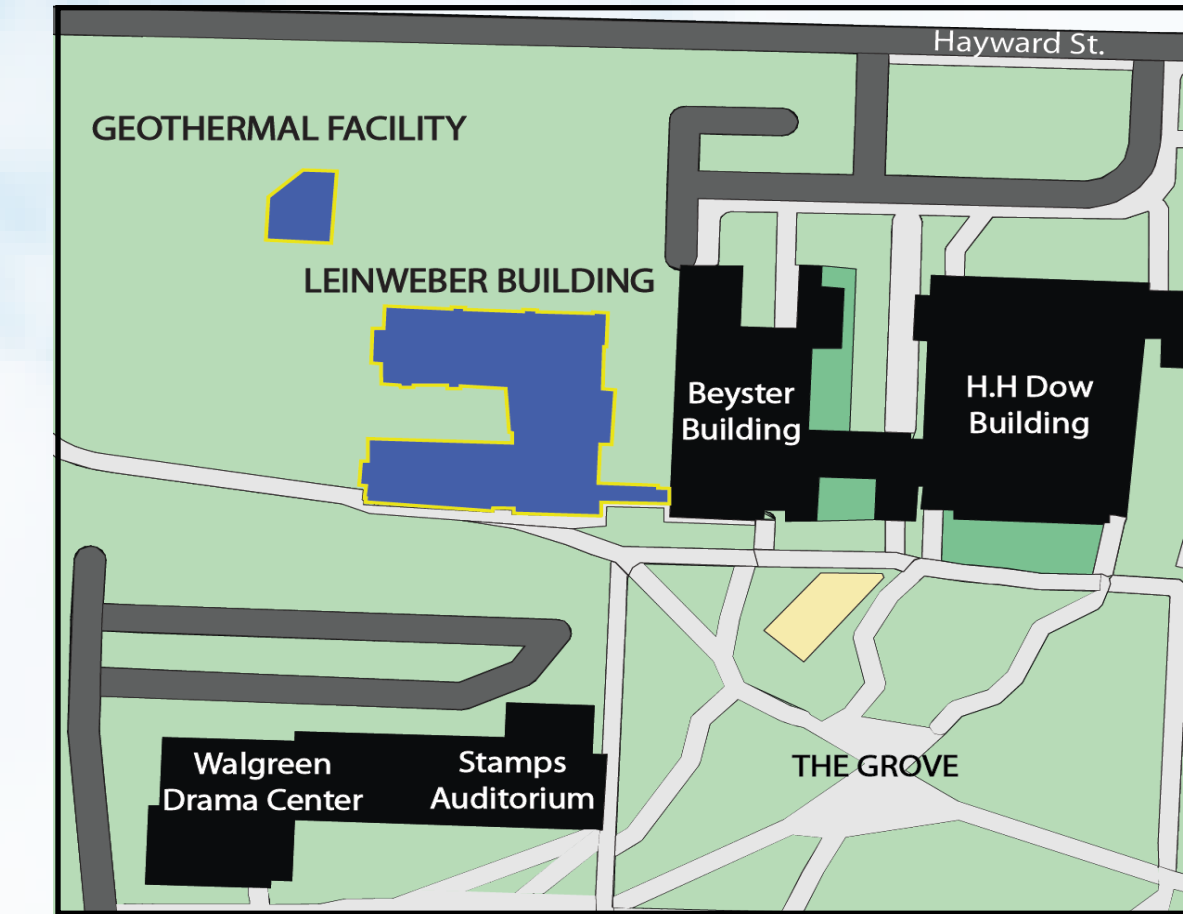 Hayward St.
GEOTHERMAL FACILITY
LEINWEBER BUILDING
Beyster
Building
H.H Dow
Building
Walgreen
Drama Center
Stamps
Auditorium
THE GROVE